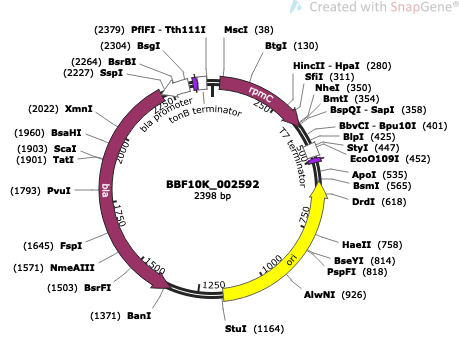 Created with SnapGene®
(2379) PflFI - Tth111I
MscI (38)
(2304) BsgI
BtgI (130)
(2264) BsrBI
HincII - HpaI (280)
(2227) SspI
SfiI (311)
NheI (350)
BmtI (354)
BspQI - SapI (358)
(2022) XmnI
BbvCI - Bpu10I (401)
BlpI (425)
(1960) BsaHI
StyI (447)
(1903) ScaI
EcoO109I (452)
(1901) TatI
ApoI (535)
BsmI (565)
(1793) PvuI
DrdI (618)
(1645) FspI
HaeII (758)
BseYI (814)
(1571) NmeAIII
PspFI (818)
(1503) BsrFI
AlwNI (926)
(1371) BanI
StuI (1164)
bla promoter
tonB terminator
rpmC
T7 terminator
bla
ori
250
500
750
1000
1250
1500
1750
2000
2250
BBF10K_002592
2398 bp